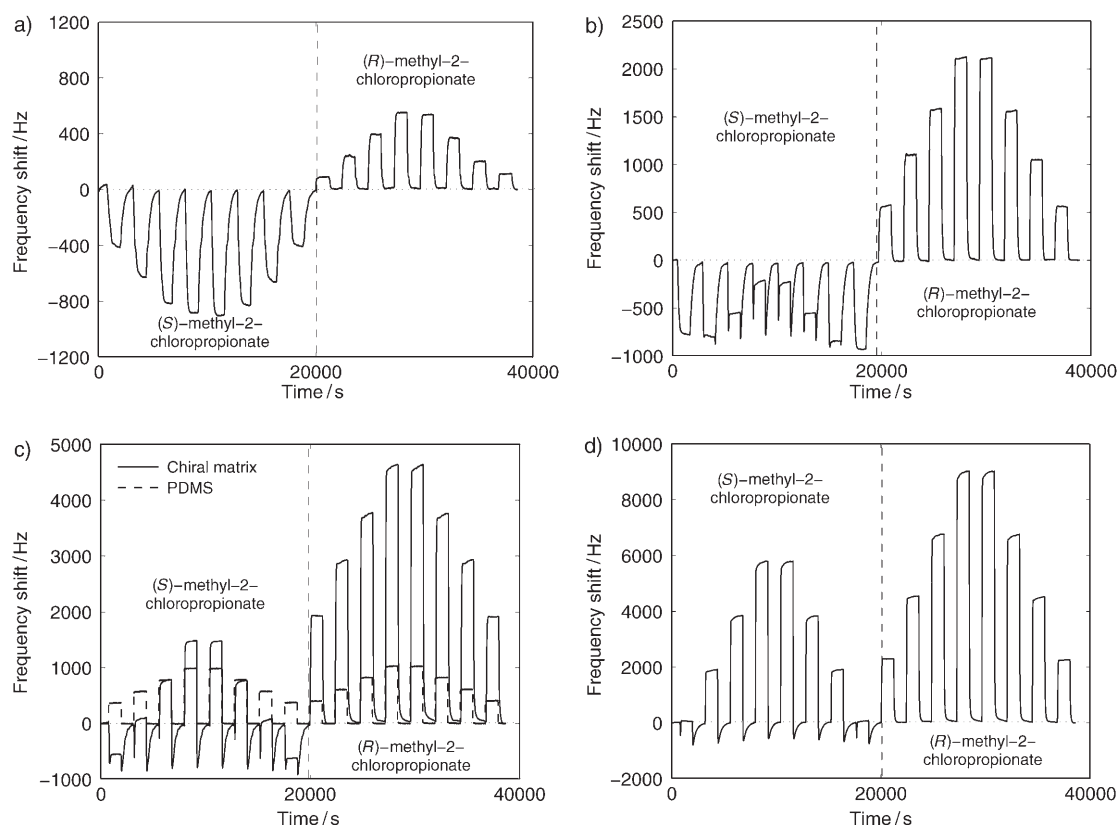 a)
1200
800
400
0
−400
−800
−1200
Frequency shift / Hz
(R)−methyl−2−
chloropropionate
(S)−methyl−2−
chloropropionate
0
20000
40000
Time / s
b)
2500
2000
1500
1000
500
0
−500
−1000
Frequency shift / Hz
(S)−methyl−2−
chloropropionate
(R)−methyl−2−
chloropropionate
0
20000
40000
Time / s
c)
5000
4000
3000
2000
1000
0
−1000
Frequency shift / Hz
Chiral matrix
PDMS
(S)−methyl−2−
chloropropionate
(R)−methyl−2−
chloropropionate
0
20000
40000
Time / s
d)
10000
8000
6000
4000
2000
0
−2000
Frequency shift / Hz
(S)−methyl−2−
chloropropionate
(R)−methyl−2−
chloropropionate
0
20000
40000
Time / s